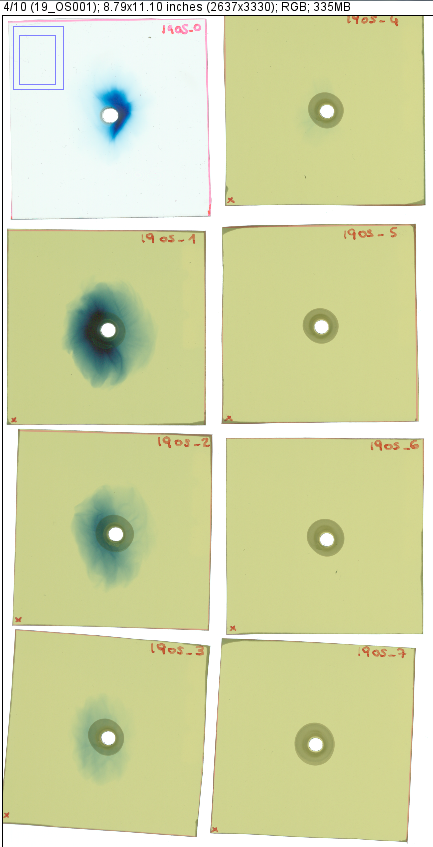 4/10 (19_OS001); 8.79x11.10 inches (2637x3330); RGB; 335MB
190S-0
190S-4
190S-1
190S-5
190S-2
190S-6
190S-3
190S-7
x
x
x
x
x
x
x